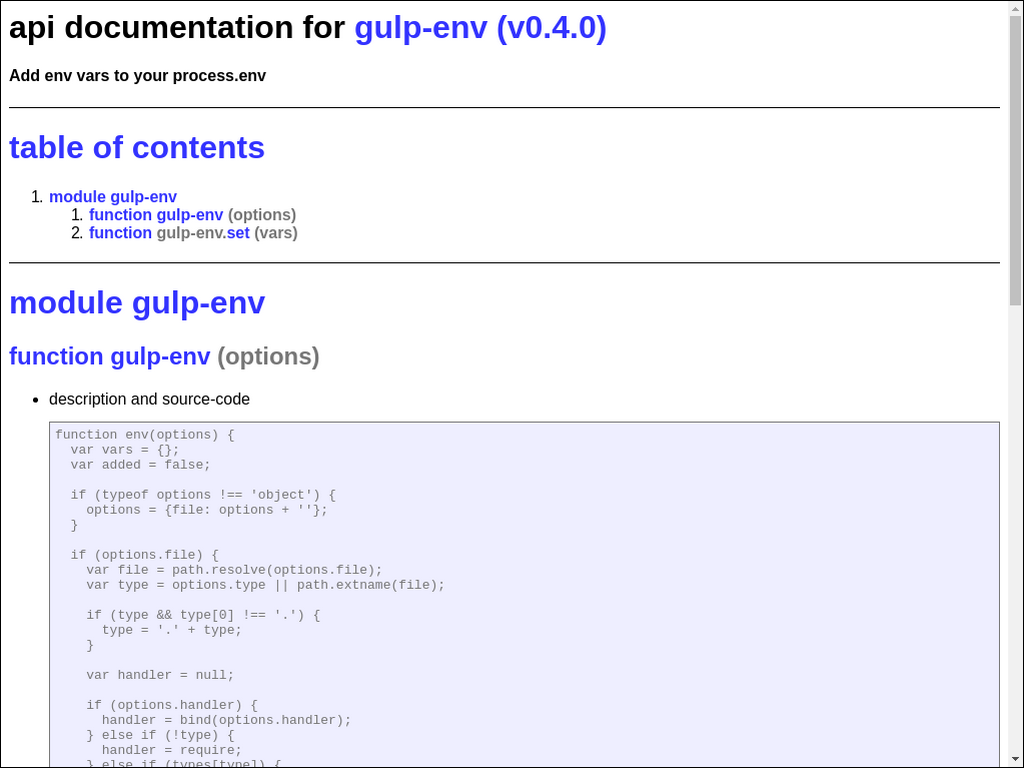 api documentation for gulp-env (v0.4.0)
Add env vars to your process.env
table of contents
1. module gulp-env
1. function gulp-env (options)
2. function gulp-env.set (vars)
module gulp-env
function gulp-env (options)
• description and source-code
function env(options) {
  var vars = {};
  var added = false;

  if (typeof options !== 'object') {
    options = {file: options + ''};
  }

  if (options.file) {
    var file = path.resolve(options.file);
    var type = options.type || path.extname(file);

    if (type && type[0] !== '.') {
      type = '.' + type;
    }

    var handler = null;

    if (options.handler) {
      handler = bind(options.handler);
    } else if (!type) {
      handler = require;
    } else if (types[type]) {